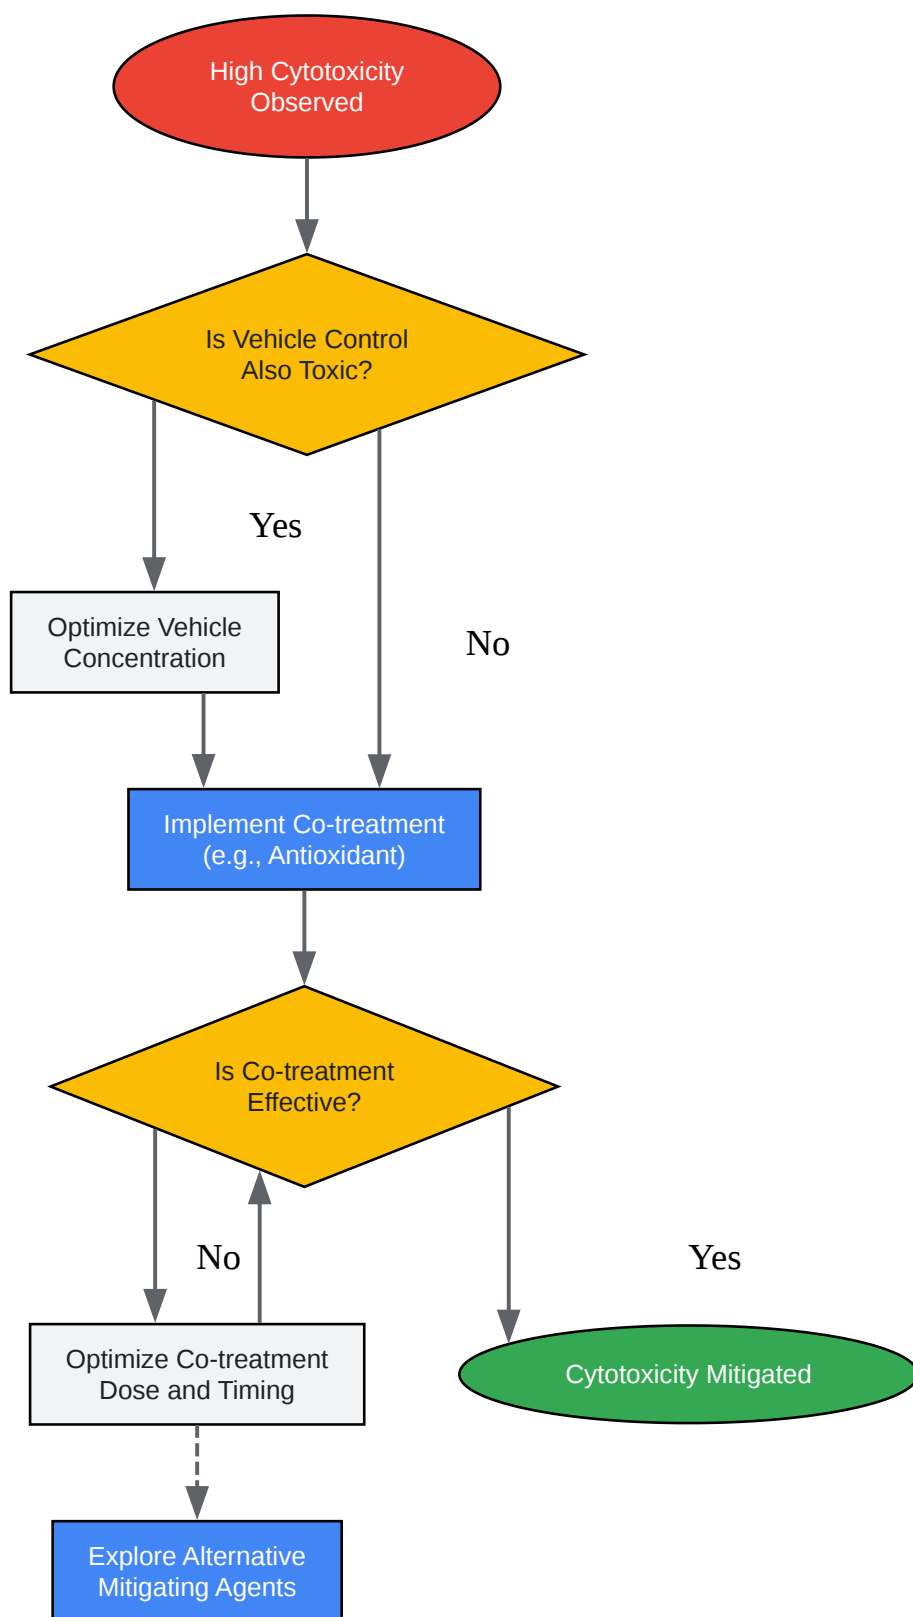 High Cytotoxicity
Observed
Is Vehicle Control
Also Toxic?
Yes
Optimize Vehicle
Concentration
No
Implement Co-treatment
(e.g., Antioxidant)
Is Co-treatment
Effective?
No
Yes
Optimize Co-treatment
Dose and Timing
Cytotoxicity Mitigated
Explore Alternative
Mitigating Agents